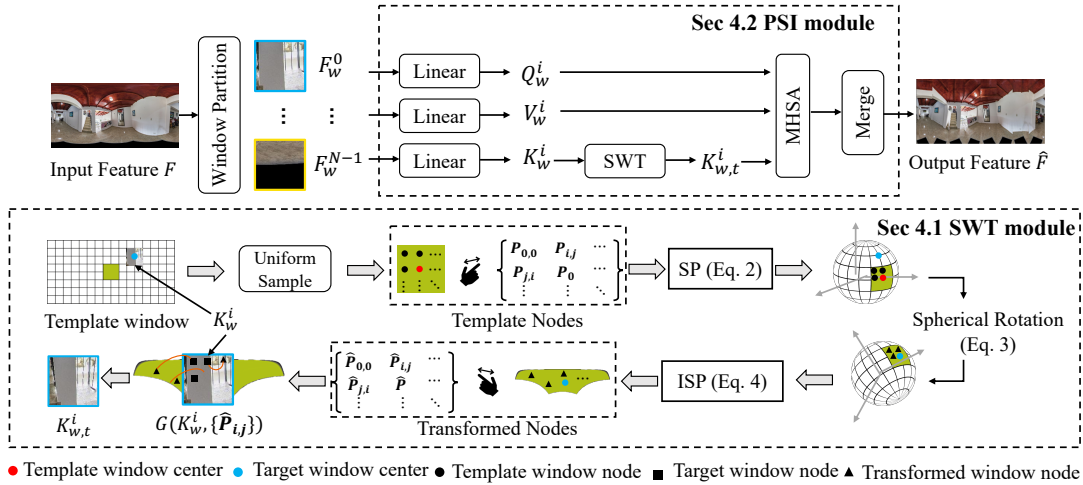 Sec 4.2 PSI module
Input Feature F
Window Partition
F_w^0
⋮ ⋮
F_w^{N-1}
Linear
Q_w^i
Linear
V_w^i
Linear
K_w^i
SWT
K_{w,t}^i
MHSA
Merge
Output Feature F̂
Sec 4.1 SWT module
Template window
K_w^i
Uniform
Sample
P_{0,0} P_{i,j} ⋯
P_{j,i} P_0 ⋯
⋮ ⋮ ⋱
Template Nodes
SP (Eq. 2)
Spherical Rotation
(Eq. 3)
ISP (Eq. 4)
P̂_{0,0} P̂_{i,j} ⋯
P̂_{j,i} P̂ ⋯
⋮ ⋮ ⋱
Transformed Nodes
G(K_w^i, {P̂_{i,j}})
K_{w,t}^i
Template window center
Target window center
Template window node
Target window node
Transformed window node